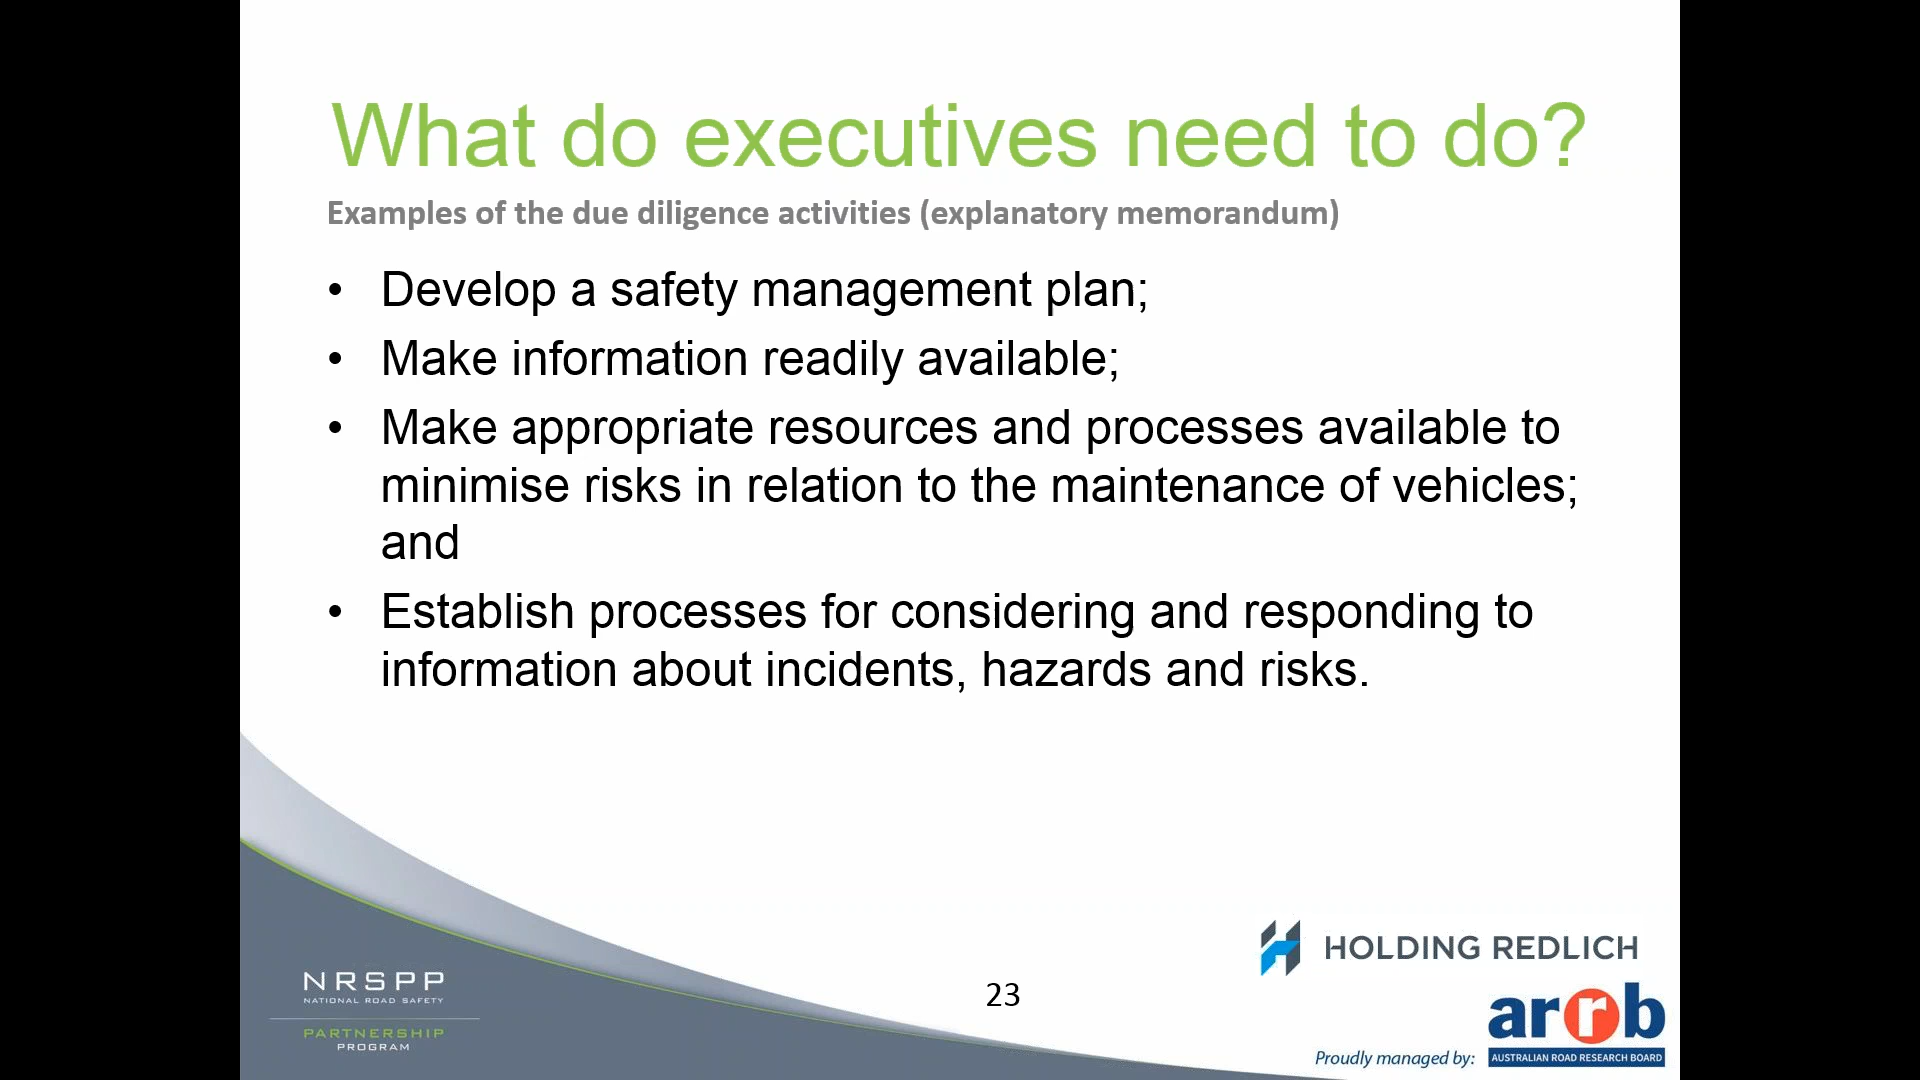 What do executives need to do?
Examples of the due diligence activities (explanatory memorandum)
• Develop a safety management plan;
• Make information readily available;
• Make appropriate resources and processes available to
minimise risks in relation to the maintenance of vehicles;
and
• Establish processes for considering and responding to
information about incidents, hazards and risks.
HOLDING REDLICH
NRSPP
NATIONAL ROAD SAFETY
PARTNERSHIP
PROGRAM
23
arrb
Proudly managed by:
AUSTRALIAN ROAD RESEARCH BOARD